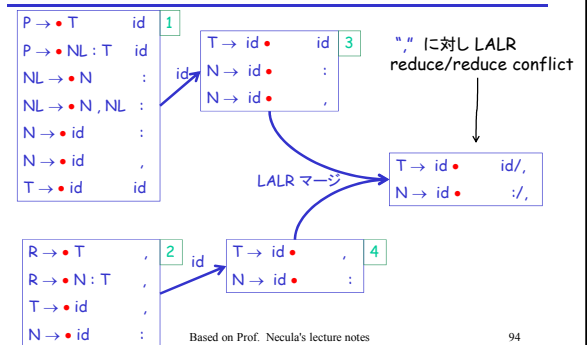 P → • T id 1
P → • NL : T id
NL → • N :
NL → • N , NL :
N → • id :
N → • id ,
T → • id id
id
T → id • id 3
N → id • :
N → id • ,
“,” に対し LALR
reduce/reduce conflict
LALR マージ
T → id • id/,
N → id • :/,
R → • T , 2
R → • N : T ,
T → • id ,
N → • id :
id
T → id • , 4
N → id • :
Based on Prof. Necula's lecture notes 94